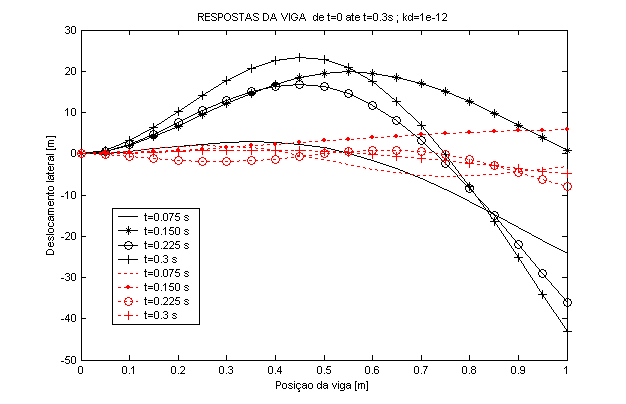 RESPOSTAS DA VIGA de t=0 ate t=0.3s ; kd=1e-12
Deslocamento lateral [m]
30
20
10
0
-10
-20
-30
-40
-50
t=0.075 s
t=0.150 s
t=0.225 s
t=0.3 s
t=0.075 s
t=0.150 s
t=0.225 s
t=0.3 s
0 0.1 0.2 0.3 0.4 0.5 0.6 0.7 0.8 0.9 1
Posiçao da viga [m]